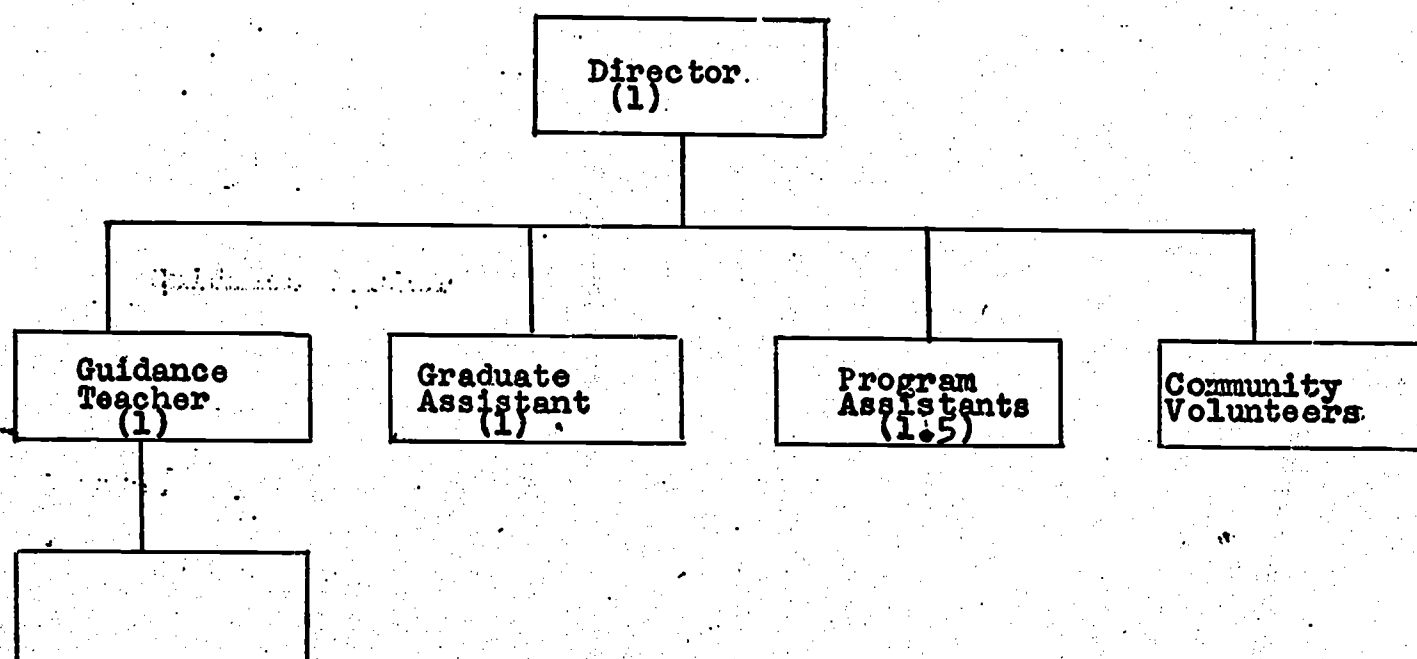 Director
(1)
Guidance
Teacher
(1)
Graduate
Assistant
(1)
Program
Assistants
(1.5)
Community
Volunteers